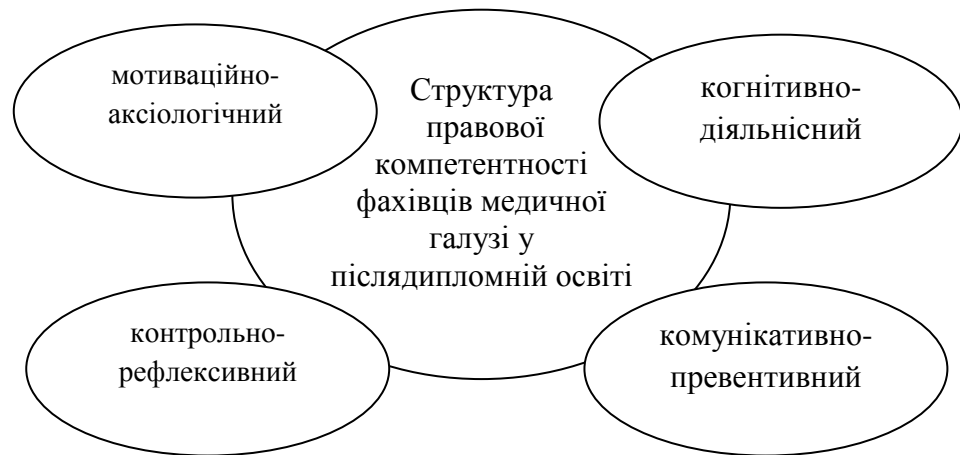 мотиваційно-
аксіологічний
Структура
правової
компетентності
фахівців медичної
галузі у
післядипломній освіті
когнітивно-
діяльнісний
контрольно-
рефлексивний
комунікативно-
превентивний